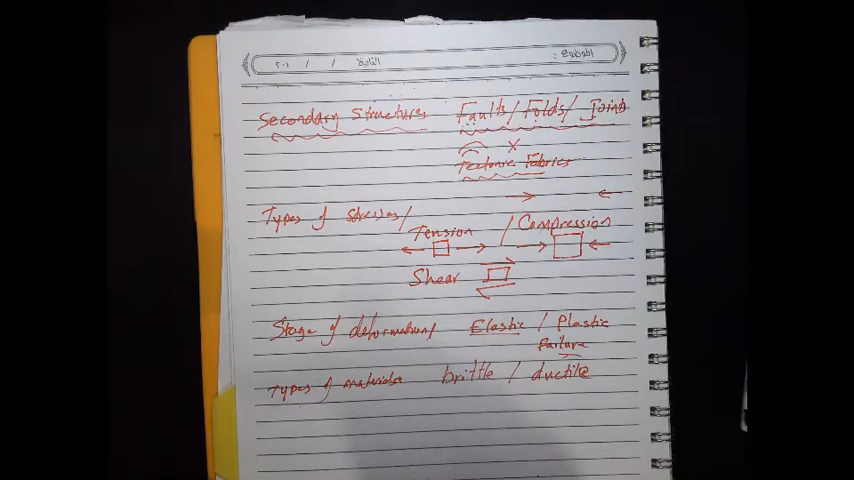 الموضوع : التاريخ / / ٢٠١
Secondary Structures Faults / Folds / Joints
Tectonic Fabrics
Types of stresses /
Tension / Compression
Shear
Stage of deformation / Elastic / Plastic
Failure
Types of materials brittle / ductile